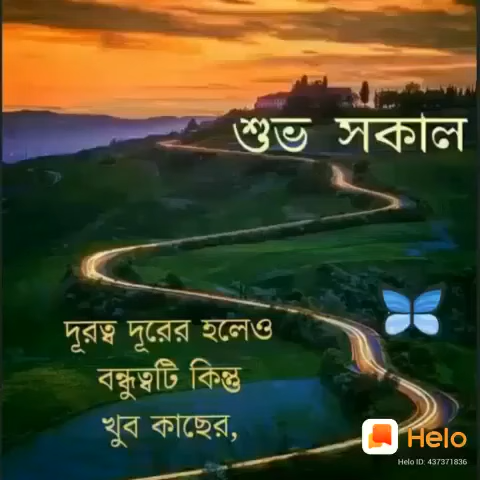 শুভ সকাল
দূরত্ব দূরের হলেও
বন্ধুত্বটি কিন্তু
খুব কাছের,
Helo
Helo ID: 437371836